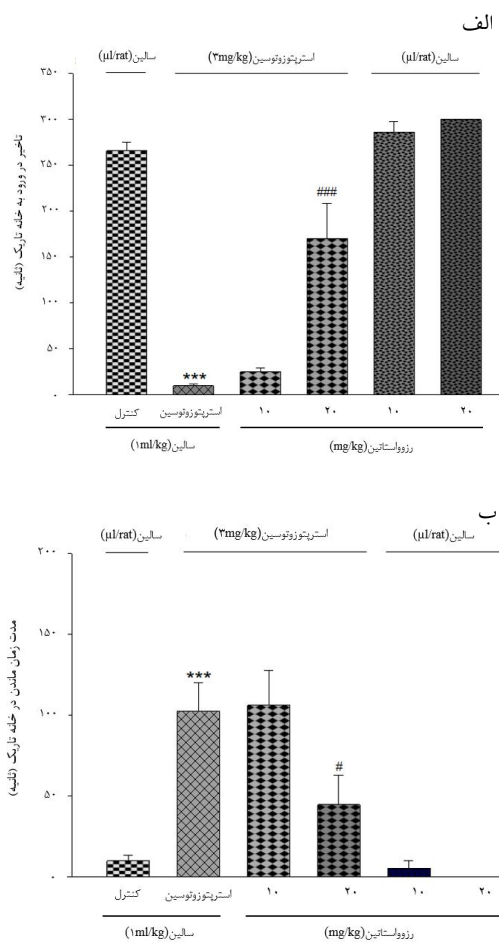 الف
سالین(µl/rat) استرپتوزوتوسین(۳mg/kg) سالین(µl/rat)
تاخیر در ورود به خانه تاریک (ثانیه)
۳۵۰
۳۰۰
۲۵۰
۲۰۰
۱۵۰
۱۰۰
۵۰
۰
***
###
کنترل استرپتوزوتوسین ۱۰ ۲۰ ۱۰ ۲۰
سالین(۱ml/kg) رزوواستاتین(mg/kg)
ب
سالین(µl/rat) استرپتوزوتوسین(۳mg/kg) سالین(µl/rat)
مدت زمان ماندن در خانه تاریک (ثانیه)
۲۰۰
۱۵۰
۱۰۰
۵۰
۰
***
#
کنترل استرپتوزوتوسین ۱۰ ۲۰ ۱۰ ۲۰
سالین(۱ml/kg) رزوواستاتین(mg/kg)